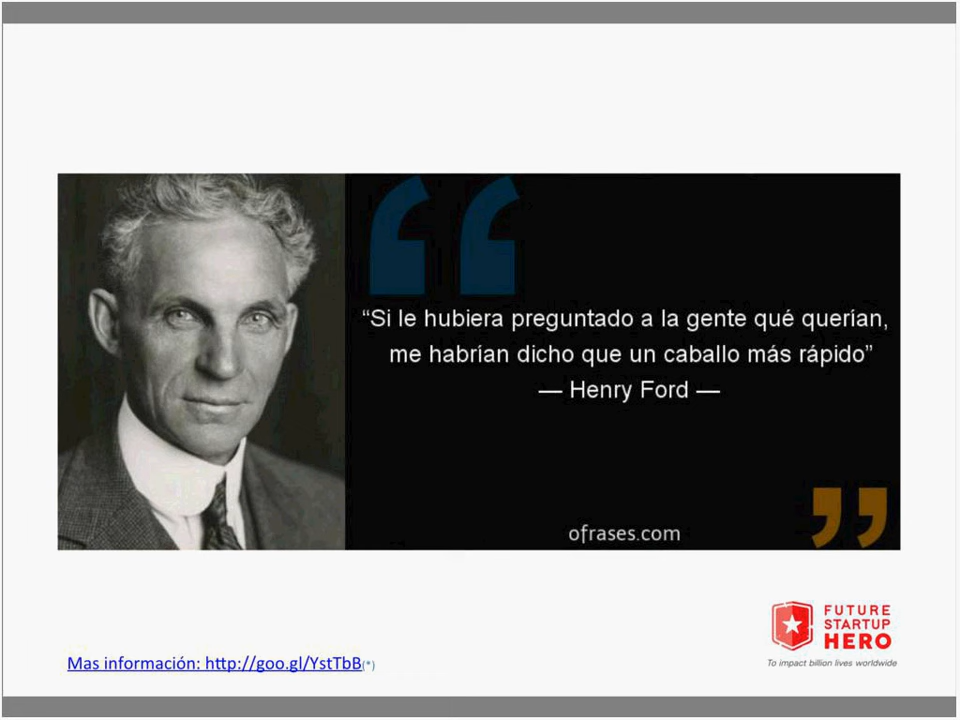 “Si le hubiera preguntado a la gente qué querían,
me habrían dicho que un caballo más rápido”
— Henry Ford —
ofrases.com
FUTURE
STARTUP
HERO
To impact billion lives worldwide
Mas información: http://goo.gl/YstTbB(*)